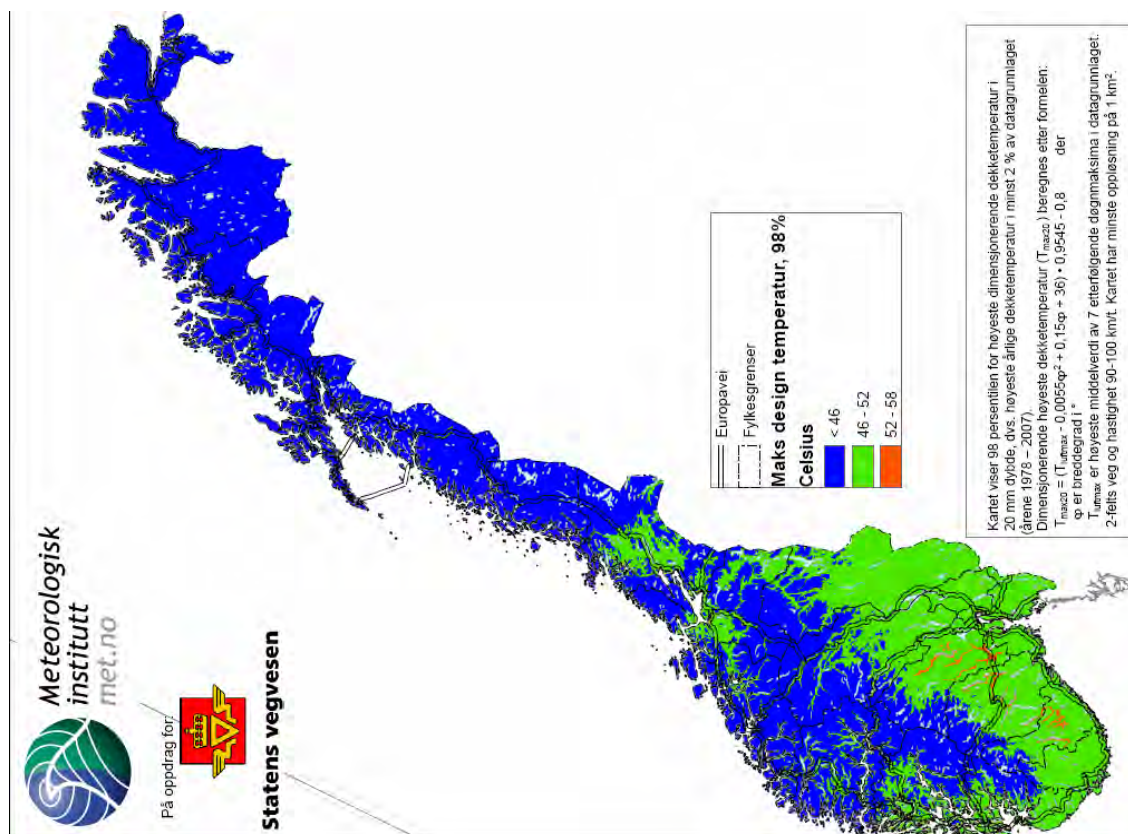 Meteorologisk
institutt
met.no
På oppdrag for:
Statens vegvesen
Europavei
Fylkesgrenser
Maks design temperatur, 98%
Celsius
< 46
46 - 52
52 - 58
Kartet viser 98 persentilen for høyeste dimensjonerende dekketemperatur i
20 mm dybde, dvs. høyeste årlige dekketemperatur i minst 2 % av datagrunnlaget
(årene 1978 – 2007).
Dimensjonerende høyeste dekketemperatur (Tmax20 ) beregnes etter formelen:
Tmax20 = (Tluftmax - 0,0055φ² + 0,15φ + 36) • 0,9545 - 0,8 der
φ er breddegrad i °
Tluftmax er høyeste middelverdi av 7 etterfølgende døgnmaksima i datagrunnlaget.
2-felts veg og hastighet 90-100 km/t. Kartet har minste oppløsning på 1 km².